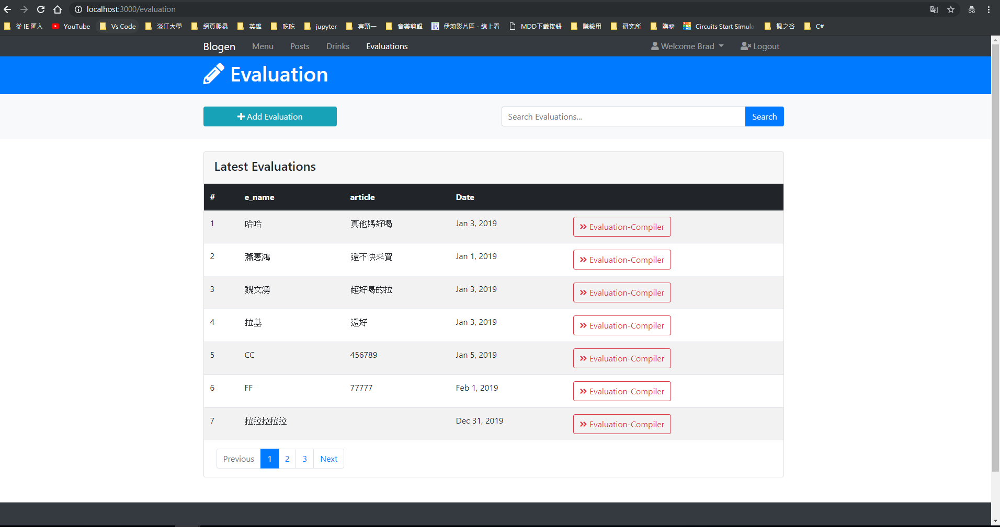 localhost:3000/evaluation
從 IE 匯入 YouTube Vs Code 淡江大學 網頁爬蟲 英雄 吃吃 jupyter 專題一 音樂剪輯 E 伊莉影片區 - 線上看 MDD下載按鈕 賺錢用 研究所 購物 Circuits Start Simula 楓之谷 C#
Blogen Menu Posts Drinks Evaluations Welcome Brad Logout
Evaluation
Add Evaluation Search Evaluations... Search
Latest Evaluations
# e_name article Date
1 哈哈 真他媽好喝 Jan 3, 2019 Evaluation-Compiler
2 蕭憲鴻 還不快來買 Jan 1, 2019 Evaluation-Compiler
3 魏文湧 超好喝的拉 Jan 3, 2019 Evaluation-Compiler
4 拉基 還好 Jan 3, 2019 Evaluation-Compiler
5 CC 456789 Jan 5, 2019 Evaluation-Compiler
6 FF 77777 Feb 1, 2019 Evaluation-Compiler
7 拉拉拉拉拉 Dec 31, 2019 Evaluation-Compiler
Previous 1 2 3 Next